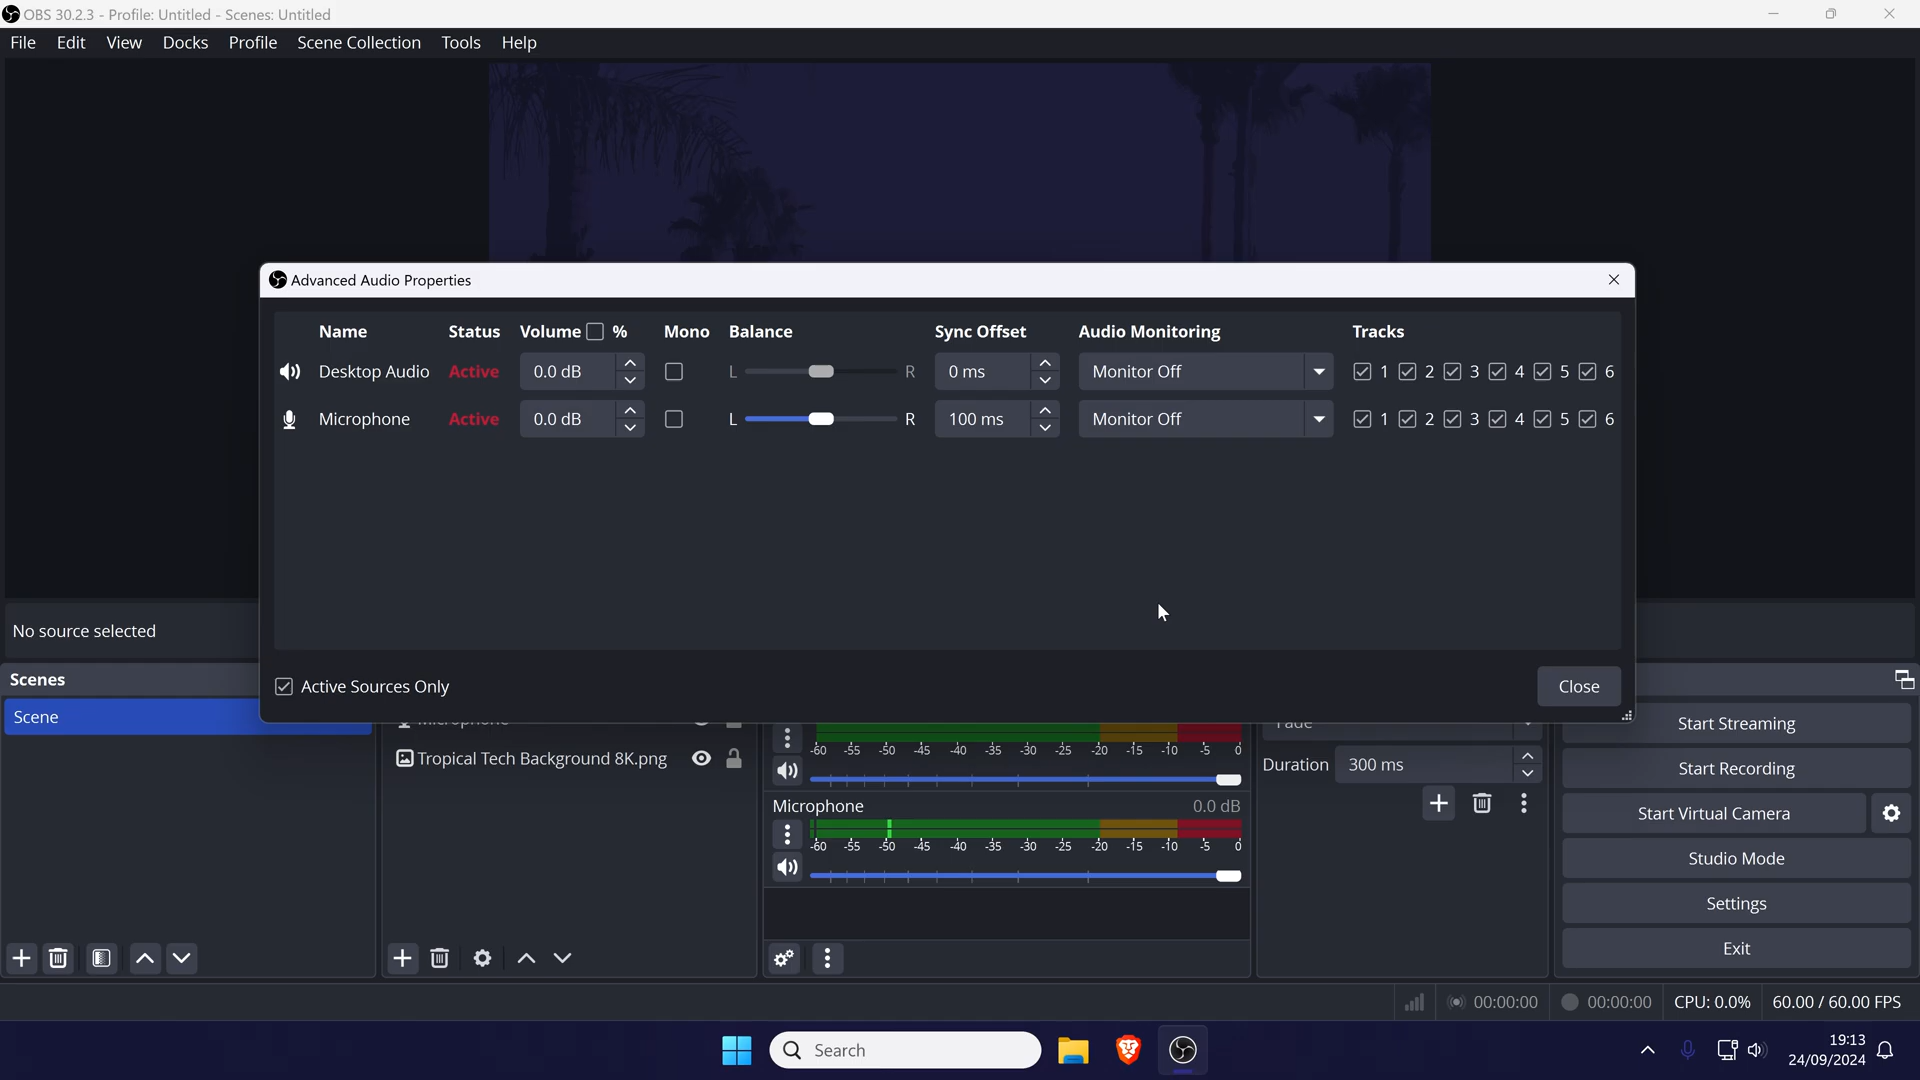 OBS 30.2.3 - Profile: Untitled - Scenes: Untitled
File Edit View Docks Profile Scene Collection Tools Help
Advanced Audio Properties
Name Status Volume % Mono Balance Sync Offset Audio Monitoring Tracks
Desktop Audio Active 0.0 dB L R 0 ms Monitor Off 1 2 3 4 5 6
Microphone Active 0.0 dB L R 100 ms Monitor Off 1 2 3 4 5 6
No source selected
Active Sources Only Close
Scenes
Scene
Microphone
Fade
Start Streaming
-60 -55 -50 -45 -40 -35 -30 -25 -20 -15 -10 -5 0
Tropical Tech Background 8K.png
Duration 300 ms
Start Recording
Microphone 0.0 dB
Start Virtual Camera
-60 -55 -50 -45 -40 -35 -30 -25 -20 -15 -10 -5 0
Studio Mode
Settings
Exit
00:00:00 00:00:00 CPU: 0.0% 60.00 / 60.00 FPS
Search
19:13
24/09/2024